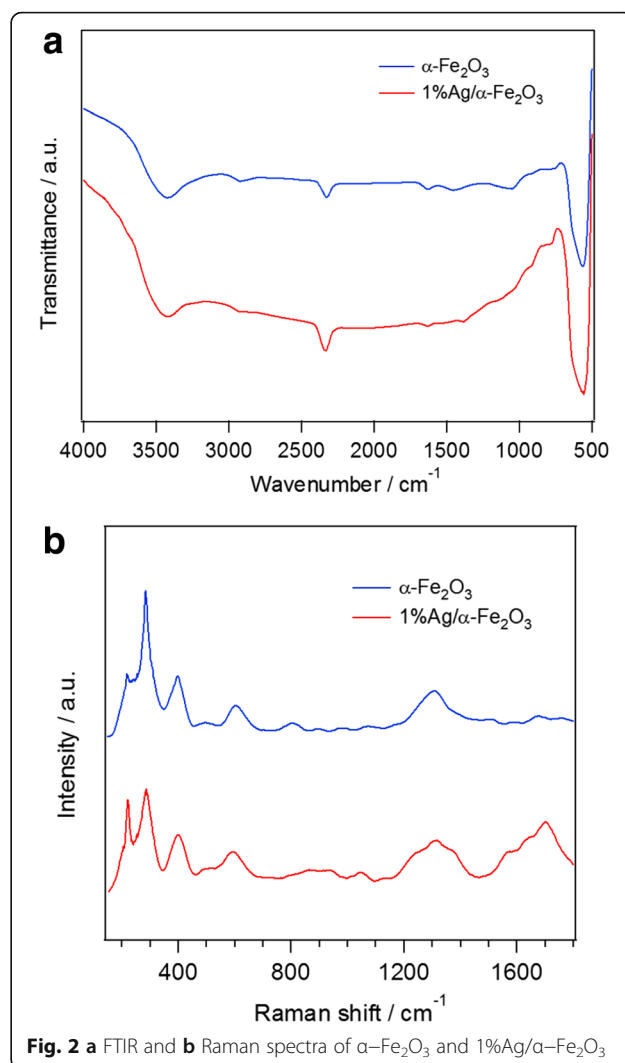 a
α-Fe₂O₃
1%Ag/α-Fe₂O₃
Transmittance / a.u.
4000 3500 3000 2500 2000 1500 1000 500
Wavenumber / cm⁻¹
b
α-Fe₂O₃
1%Ag/α-Fe₂O₃
Intensity / a.u.
400 800 1200 1600
Raman shift / cm⁻¹
Fig. 2 a FTIR and b Raman spectra of α–Fe₂O₃ and 1%Ag/α–Fe₂O₃